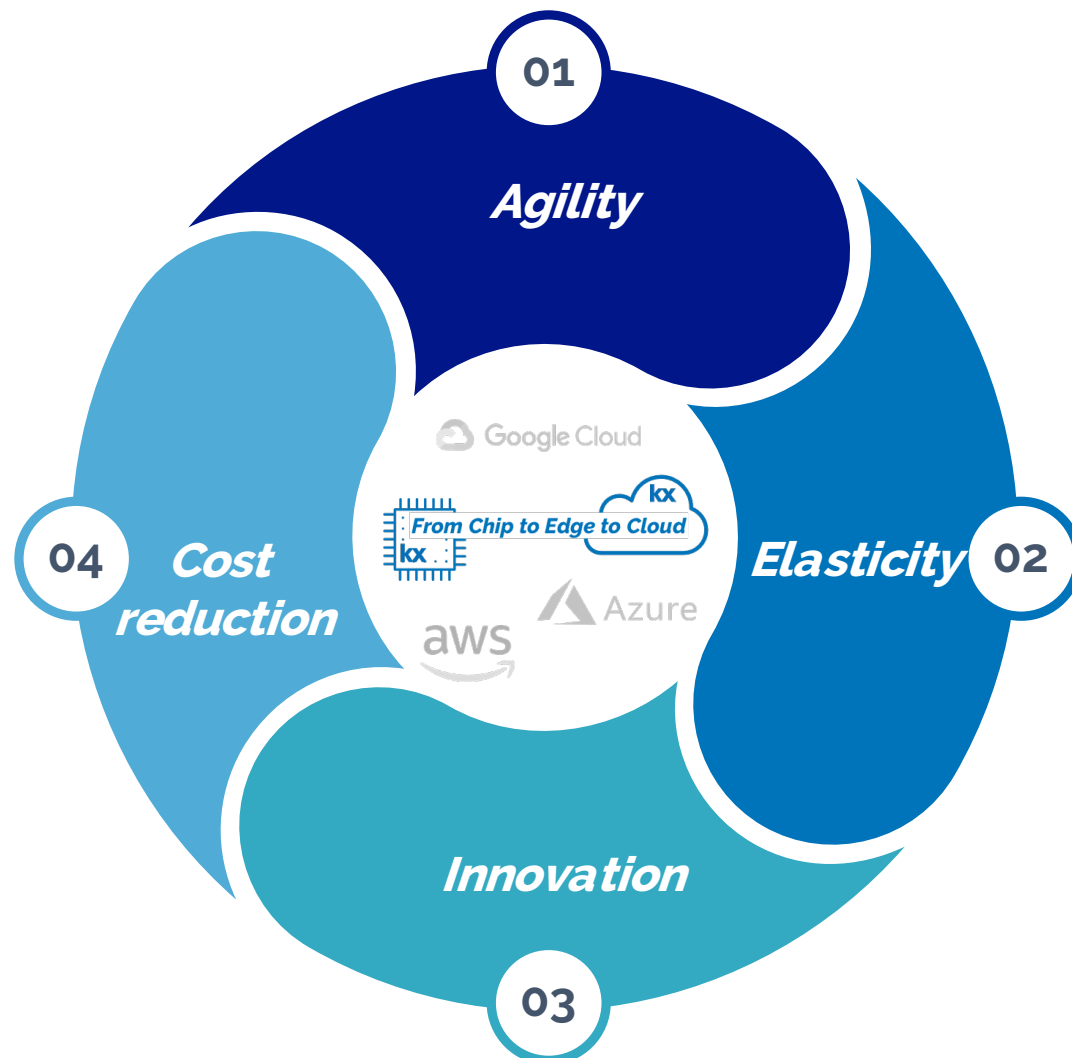 01
Agility
Google Cloud
kx
From Chip to Edge to Cloud
kx
Elasticity
02
04
Cost
reduction
Azure
aws
Innovation
03